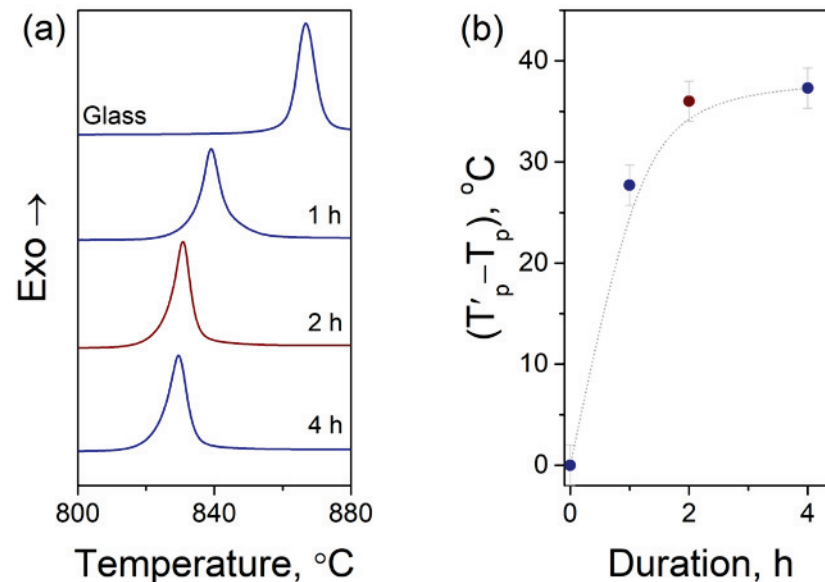 (a)
Glass
1 h
2 h
4 h
Exo →
800 840 880
Temperature, °C
(b)
40
30
20
10
0
(T′p–Tp), °C
0 2 4
Duration, h